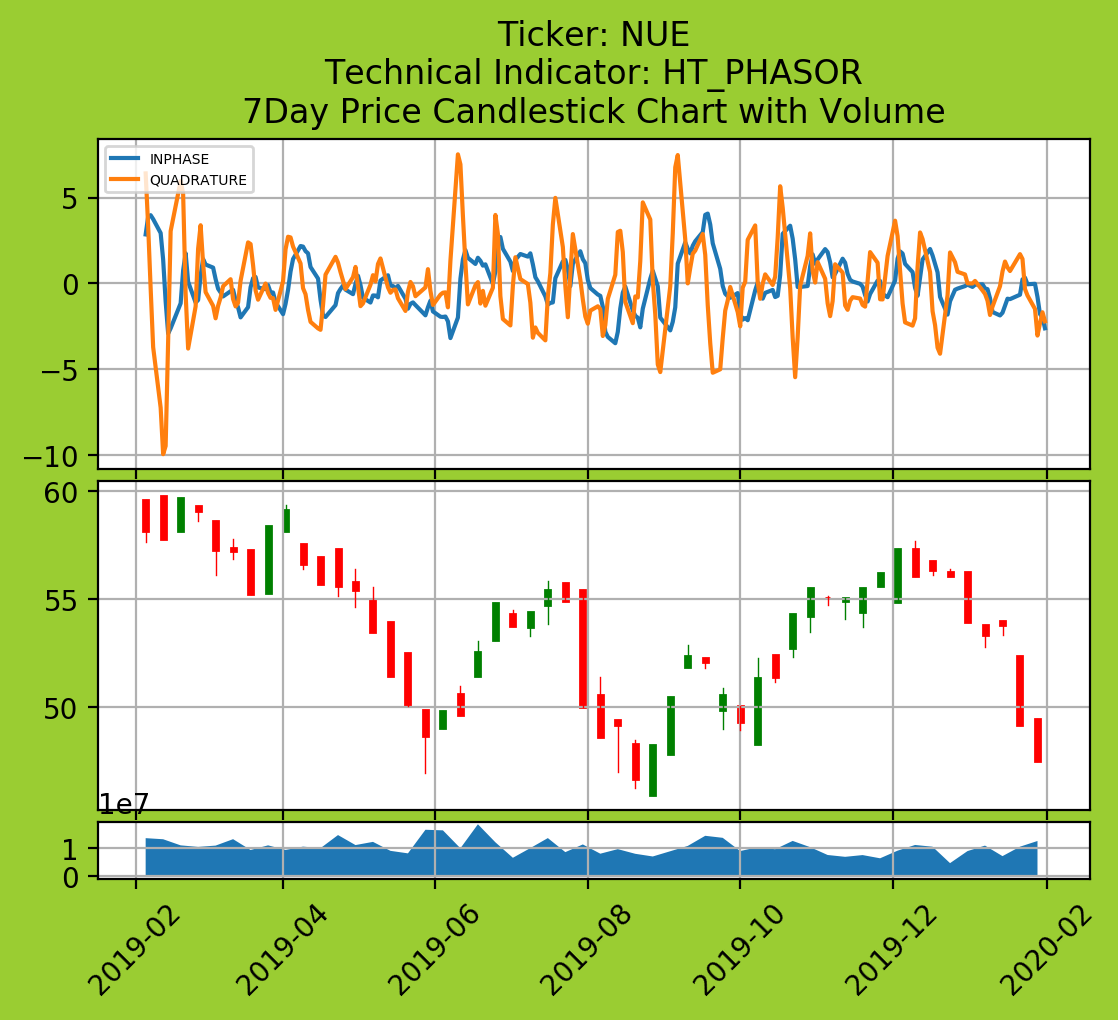 Ticker: NUE
Technical Indicator: HT_PHASOR
7Day Price Candlestick Chart with Volume
INPHASE
QUADRATURE
5
0
−5
−10
60
55
50
1e7
1
0
2019-02
2019-04
2019-06
2019-08
2019-10
2019-12
2020-02